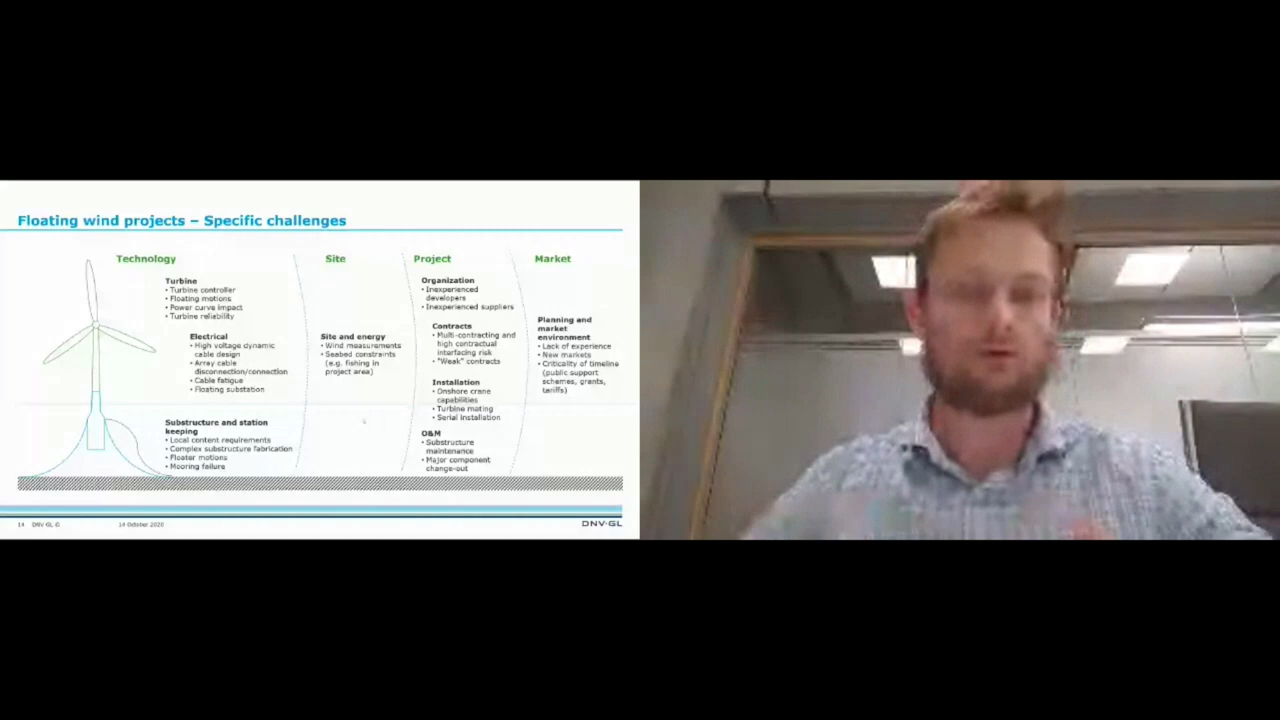 Floating wind projects – Specific challenges
Technology
Turbine
• Turbine controller
• Floating motions
• Power curve impact
• Turbine reliability
Electrical
• High voltage dynamic
cable design
• Array cable
disconnection/connection
• Cable fatigue
• Floating substation
Substructure and station
keeping
• Local content requirements
• Complex substructure fabrication
• Floater motions
• Mooring failure
Site
Site and energy
• Wind measurements
• Seabed constraints
(e.g. fishing in
project area)
Project
Organization
• Inexperienced
developers
• Inexperienced suppliers
Contracts
• Multi-contracting and
high contractual
interfacing risk
• "Weak" contracts
Installation
• Onshore crane
capabilities
• Turbine mating
• Serial installation
O&M
• Substructure
maintenance
• Major component
change-out
Market
Planning and
market
environment
• Lack of experience
• New markets
• Criticality of timeline
(public support
schemes, grants,
tariffs)
14 DNV GL © 14 October 2020
DNV·GL